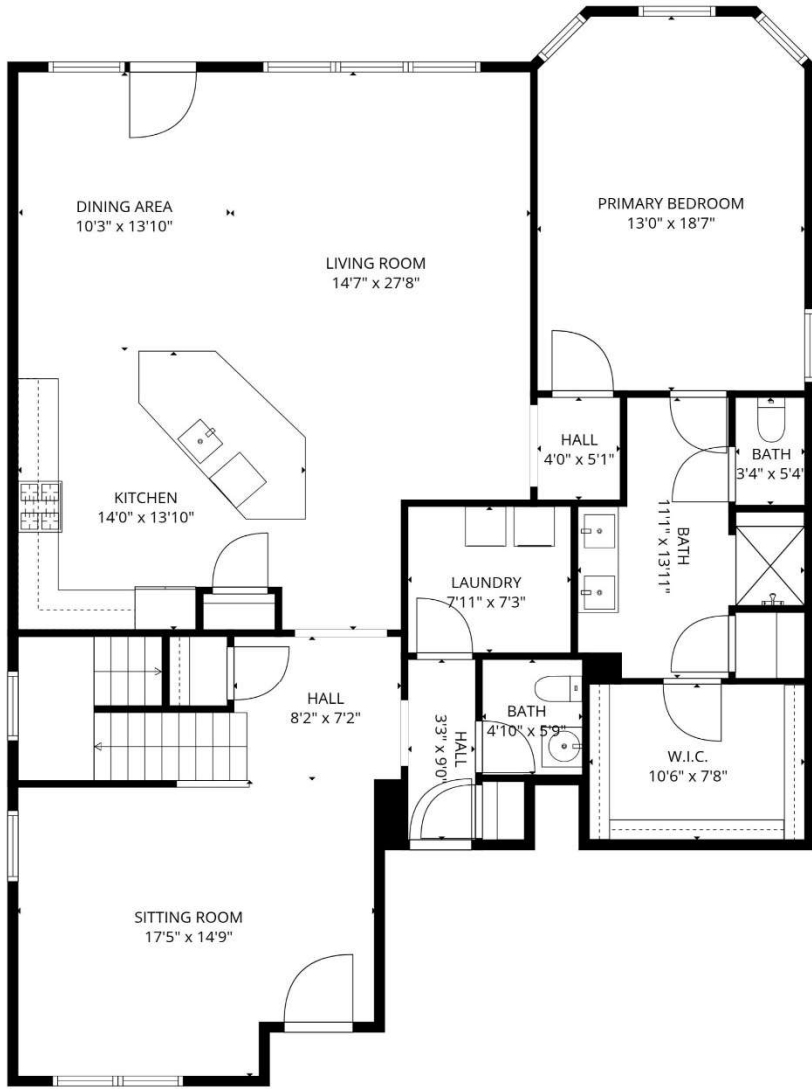 DINING AREA
10'3" x 13'10"
PRIMARY BEDROOM
13'0" x 18'7"
LIVING ROOM
14'7" x 27'8"
HALL
4'0" x 5'1"
BATH
3'4" x 5'4"
KITCHEN
14'0" x 13'10"
BATH
11'1" x 13'11"
LAUNDRY
7'11" x 7'3"
HALL
8'2" x 7'2"
HALL
3'3" x 9'0"
BATH
4'10" x 5'9"
W.I.C.
10'6" x 7'8"
SITTING ROOM
17'5" x 14'9"